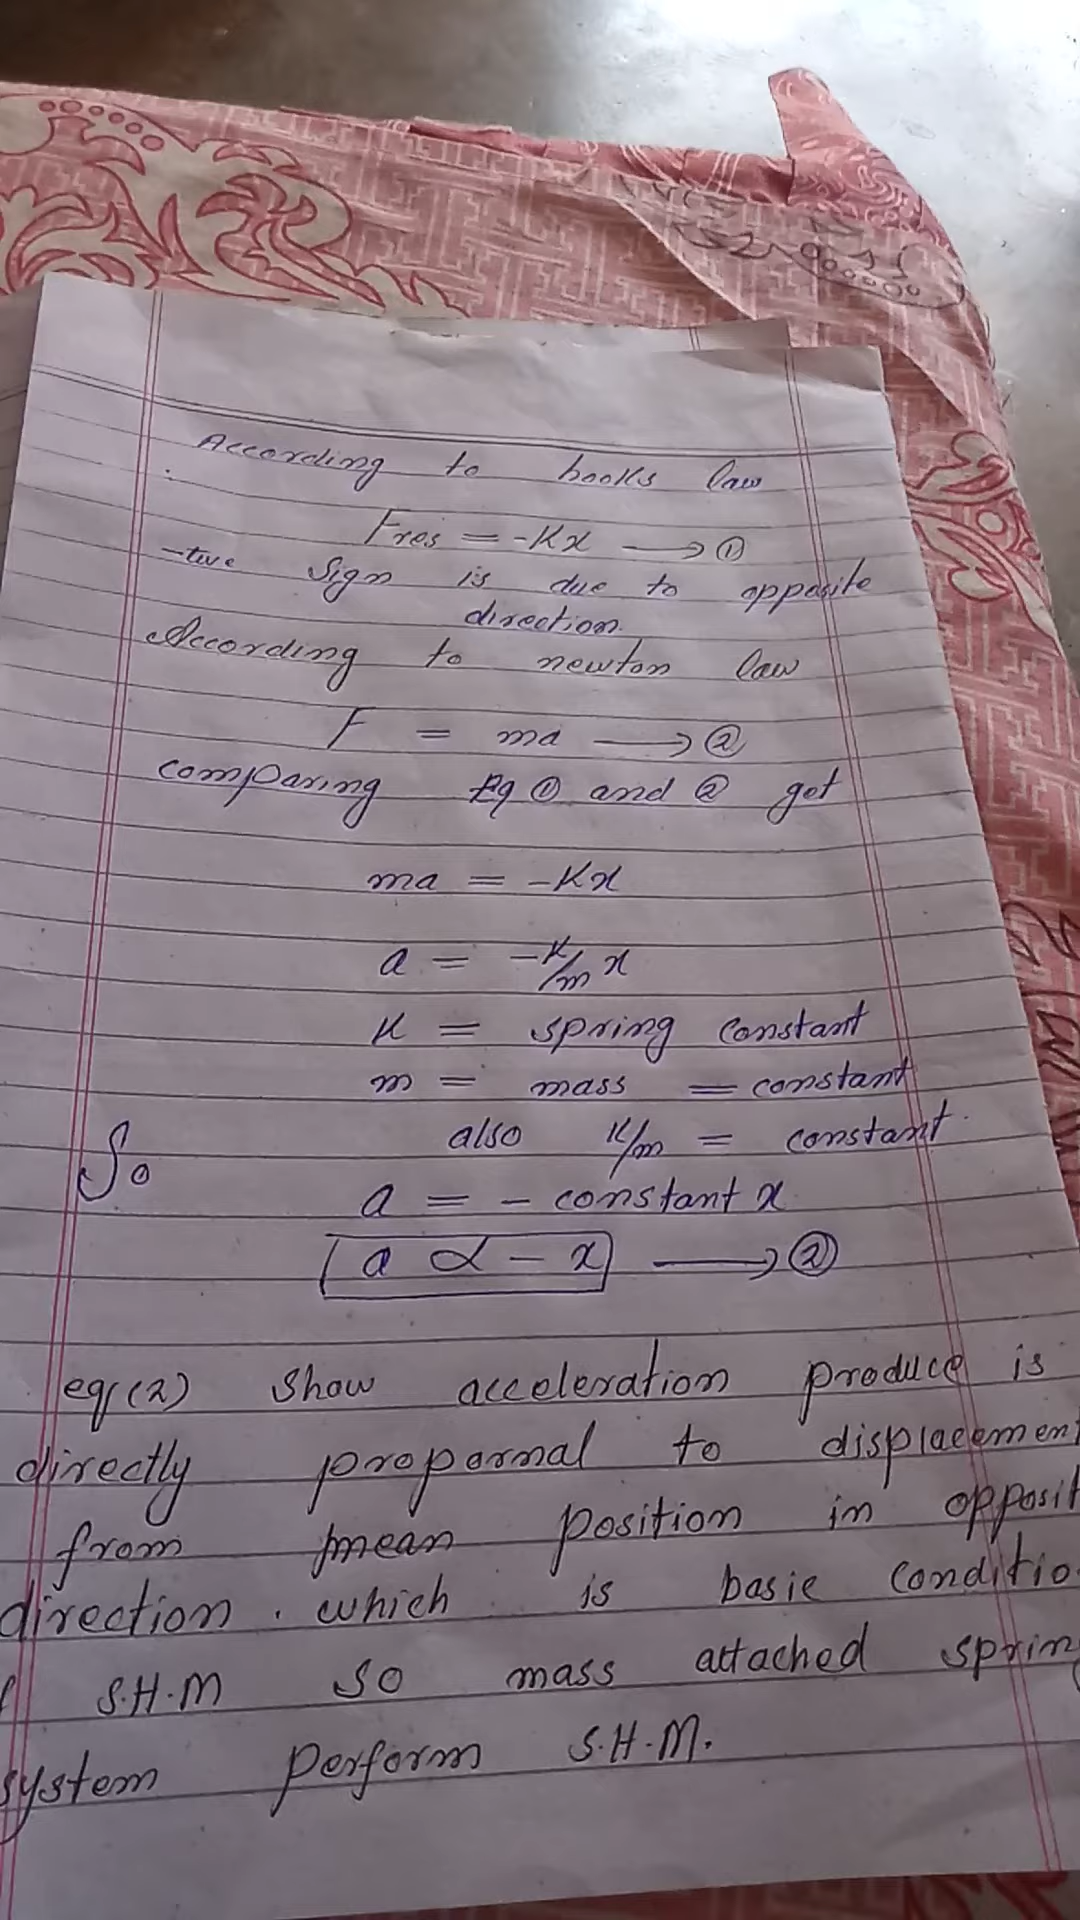 According to hooks law
Fres = -Kx → ①
-tive Sign is due to opposite
direction.
According to newton law
F = ma → ②
comparing Eq ① and ② get
ma = -Kx
a = -K/m x
K = spring constant
m = mass = constant
also K/m = constant.
So
a = - constant x
a ∝ - x → ②
eq(2) Show acceleration produce is
directly proparnal to displacement
from mean position in opposit
direction. which is basic conditio
S.H.M so mass attached spring
system perform S.H.M.